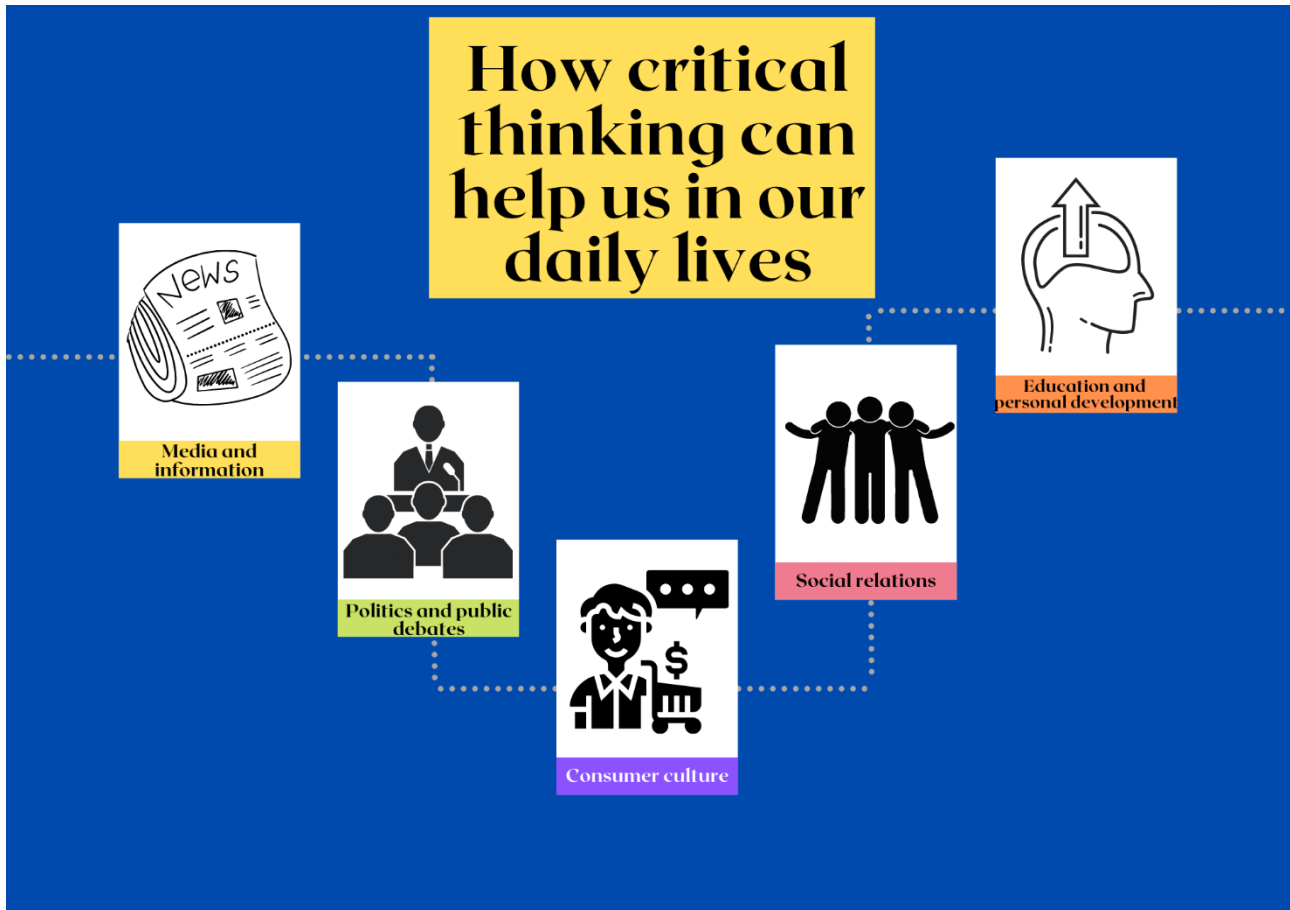 How critical
thinking can
help us in our
daily lives
NEWS
Media and
information
Politics and public
debates
Consumer culture
$
Social relations
Education and
personal development